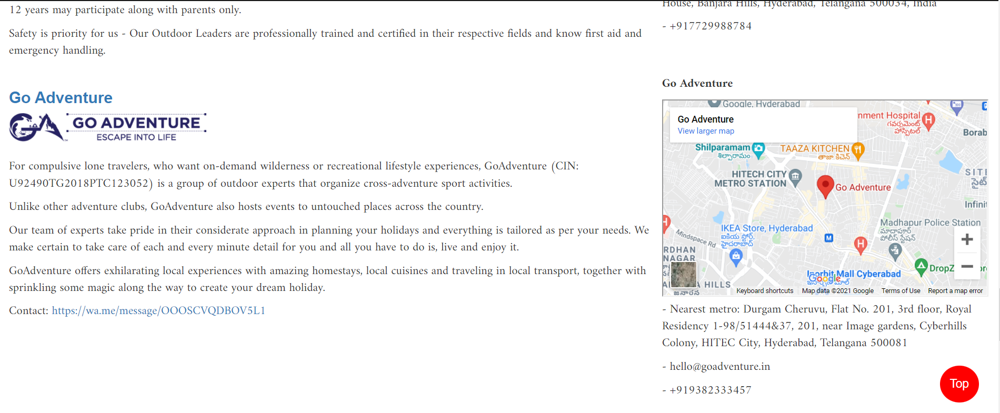 12 years may participate along with parents only.
Safety is priority for us - Our Outdoor Leaders are professionally trained and certified in their respective fields and know first aid and
emergency handling.
Go Adventure
GA
GO ADVENTURE
ESCAPE INTO LIFE
For compulsive lone travelers, who want on-demand wilderness or recreational lifestyle experiences, GoAdventure (CIN:
U92490TG2018PTC123052) is a group of outdoor experts that organize cross-adventure sport activities.
Unlike other adventure clubs, GoAdventure also hosts events to untouched places across the country.
Our team of experts take pride in their considerate approach in planning your holidays and everything is tailored as per your needs. We
make certain to take care of each and every minute detail for you and all you have to do is, live and enjoy it.
GoAdventure offers exhilarating local experiences with amazing homestays, local cuisines and traveling in local transport, together with
sprinkling some magic along the way to create your dream holiday.
Contact: https://wa.me/message/OOOSCVQDBOV5L1
House, Banjara Hills, Hyderabad, Telangana 500034, India
- +917729988784
Go Adventure
Google, Hyderabad
Go Adventure
View larger map
nment Hospital
గవర్నమెంట్
హాస్పిటల్
Borab
Shilparamam
శిల్పారామం
TAAZA KITCHEN
తాజా కిచెన్
HITECH CITY
METRO STATION
Go Adventure
SITE
సైట్
Infinit
Madhapur Police Station
మాదాపూర్
పోలీస్ స్టేషన్
IKEA Store, Hyderabad
ఐకియ స్టోర్,
హైదరాబాద్
Mindspace Rd
M
H
H
RDHAN
NAGAR
HILLS
DropZ
Inorbit Mall Cyberabad
Google
Keyboard shortcuts
Map data ©2021 Google
Terms of Use
Report a map error
- Nearest metro: Durgam Cheruvu, Flat No. 201, 3rd floor, Royal
Residency 1-98/51444&37, 201, near Image gardens, Cyberhills
Colony, HITEC City, Hyderabad, Telangana 500081
- hello@goadventure.in
- +919382333457
Top